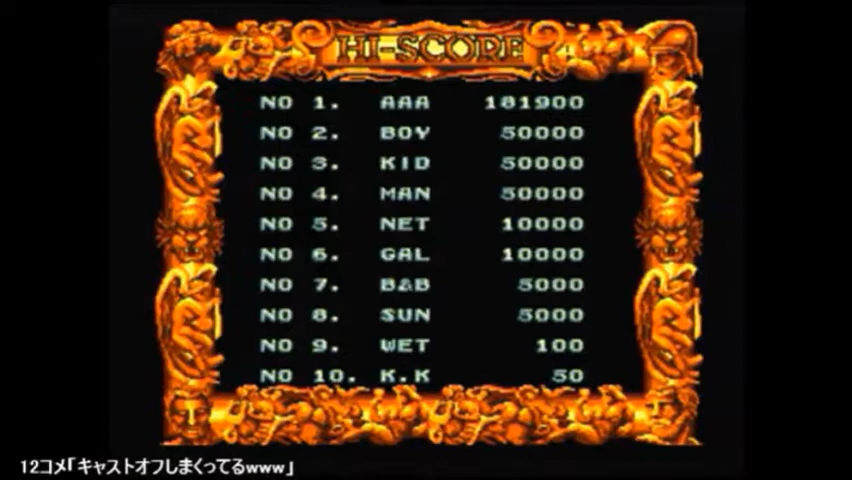 HI-SCORE
NO 1. AAA 181900
NO 2. BOY 50000
NO 3. KID 50000
NO 4. MAN 50000
NO 5. NET 10000
NO 6. GAL 10000
NO 7. B&B 5000
NO 8. SUN 5000
NO 9. WET 100
NO 10. K.K 50
12コメ「キャストオフしまくってるwww」